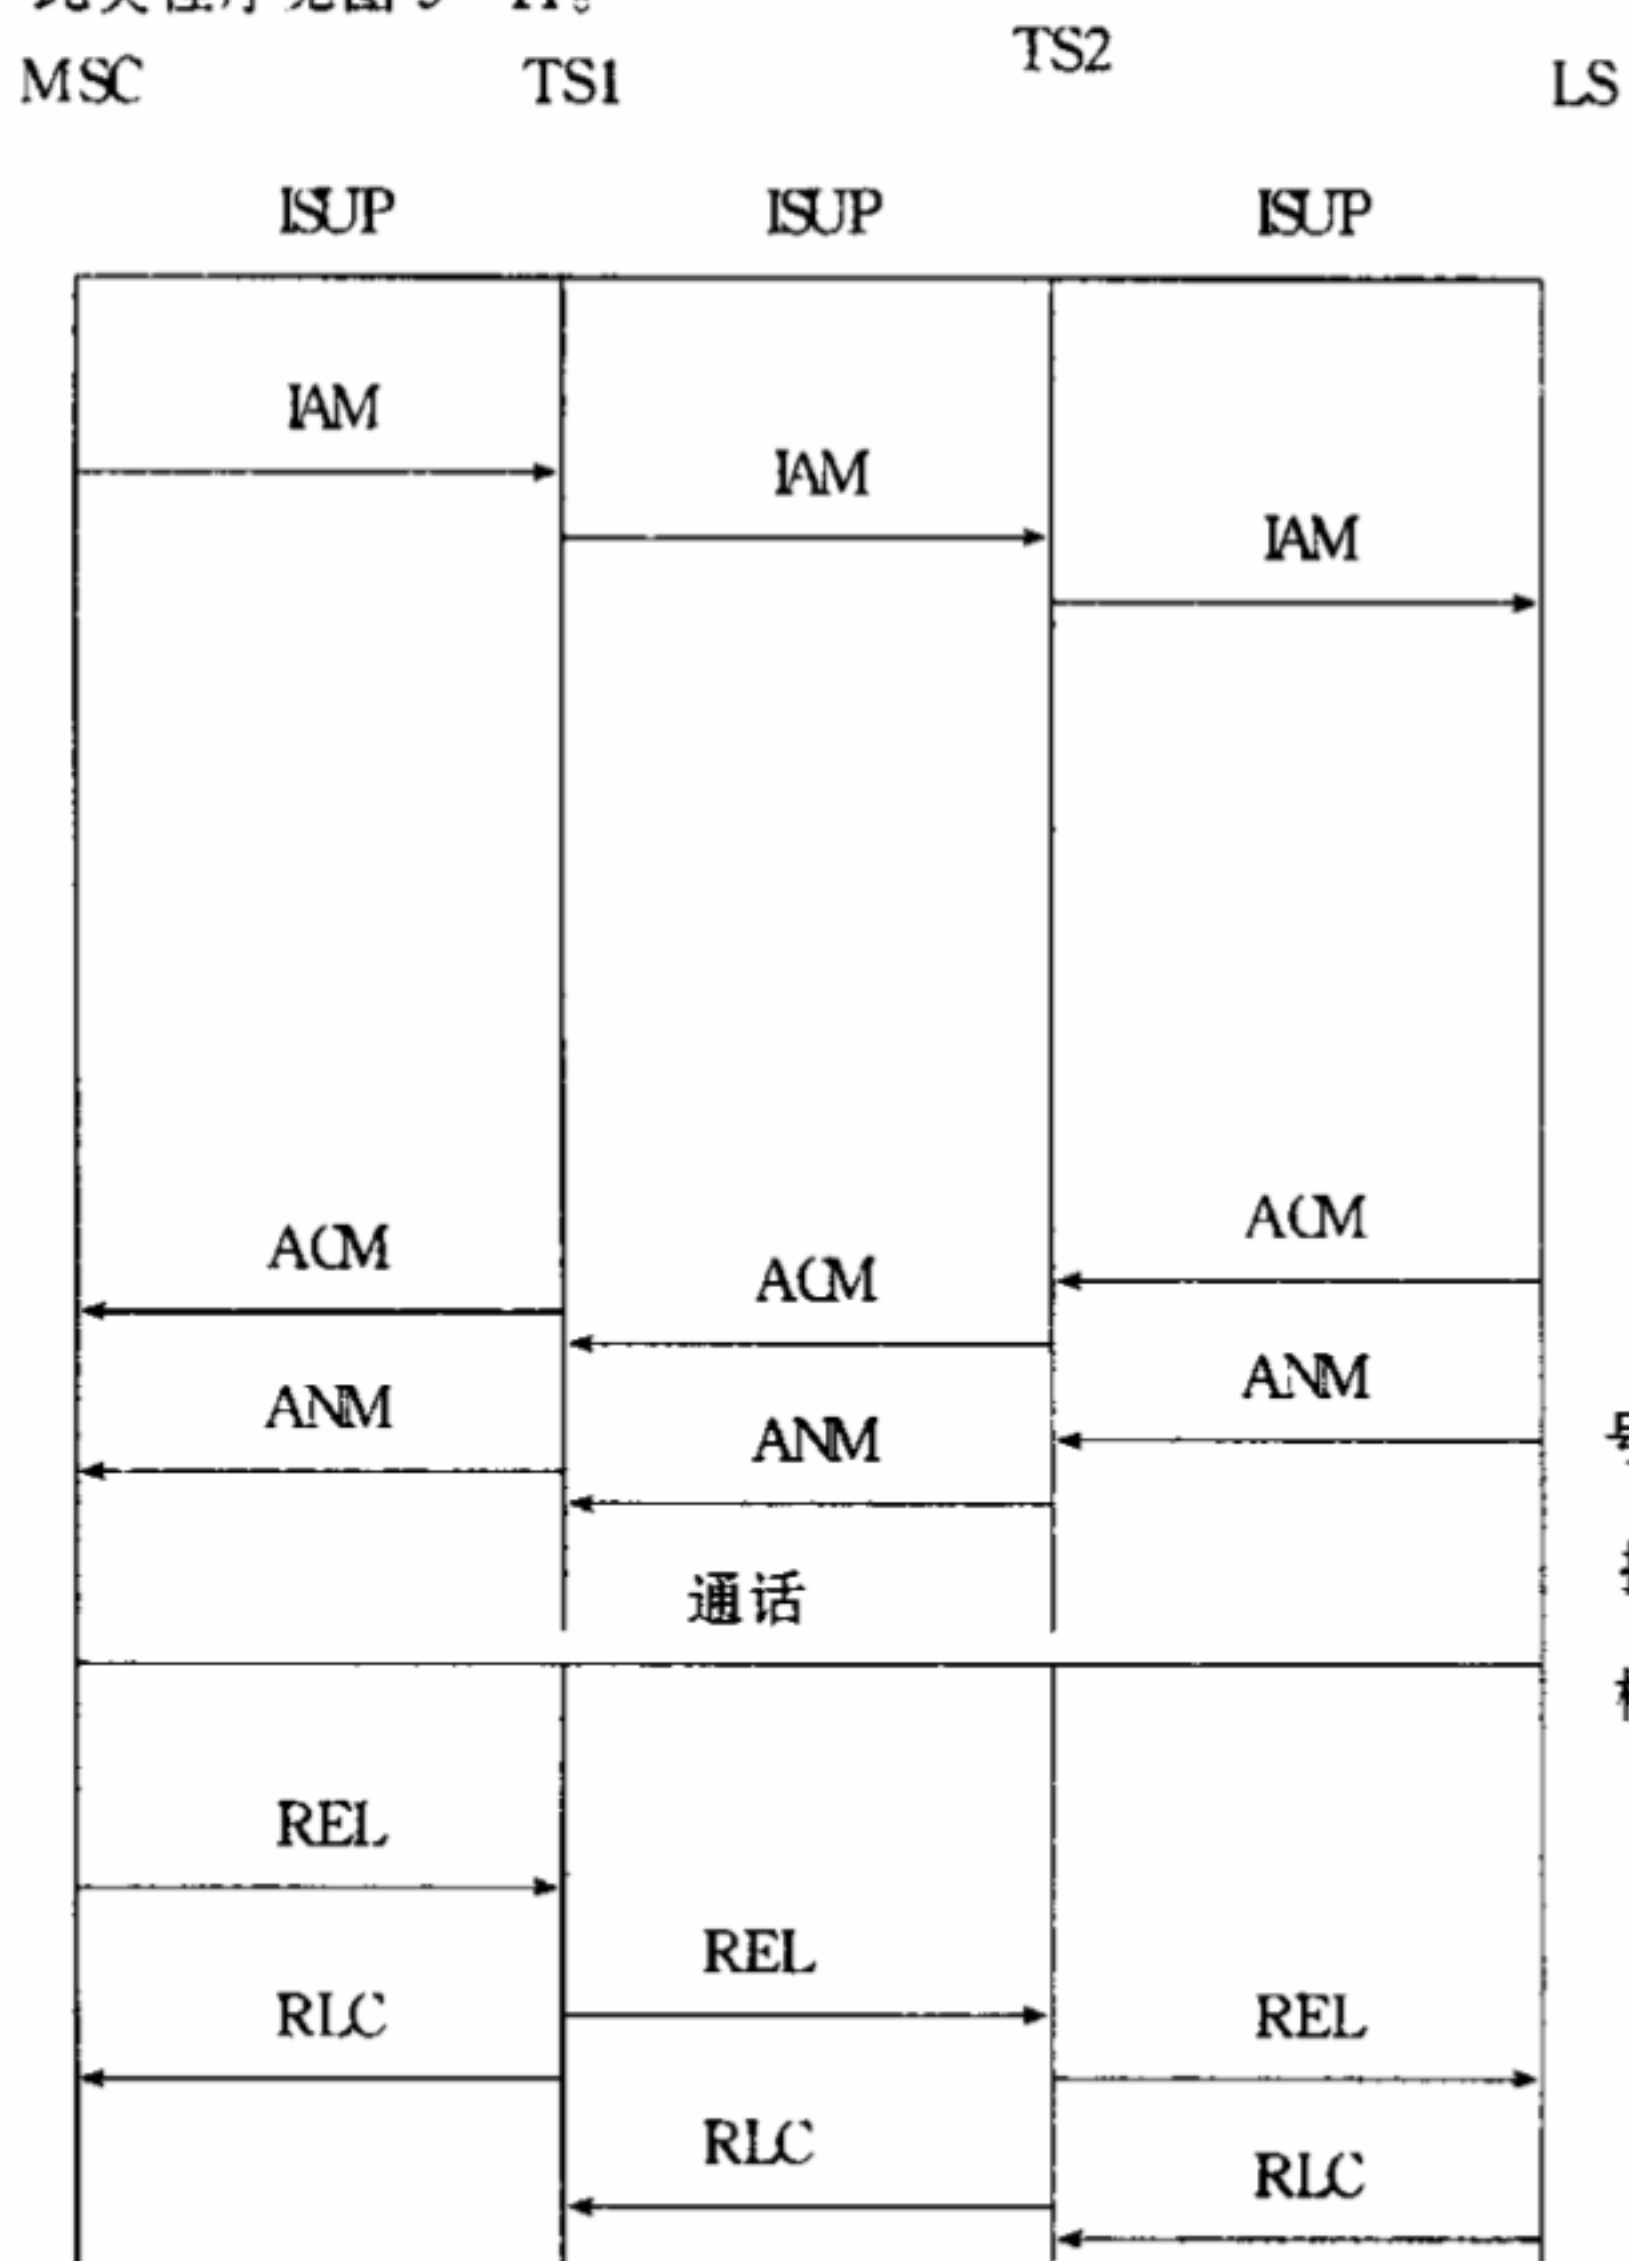 TS2
MSC TS1 LS
ISUP ISUP ISUP
IAM
IAM
IAM
ACM
ACM
ACM
ANM
ANM
ANM
通话
REL
REL
RLC REL
RLC
RLC